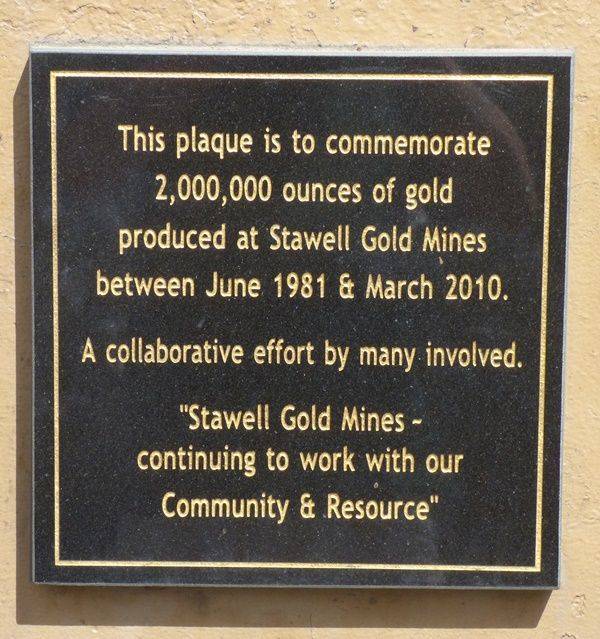 This plaque is to commemorate
2,000,000 ounces of gold
produced at Stawell Gold Mines
between June 1981 & March 2010.
A collaborative effort by many involved.
"Stawell Gold Mines ~
continuing to work with our
Community & Resource"